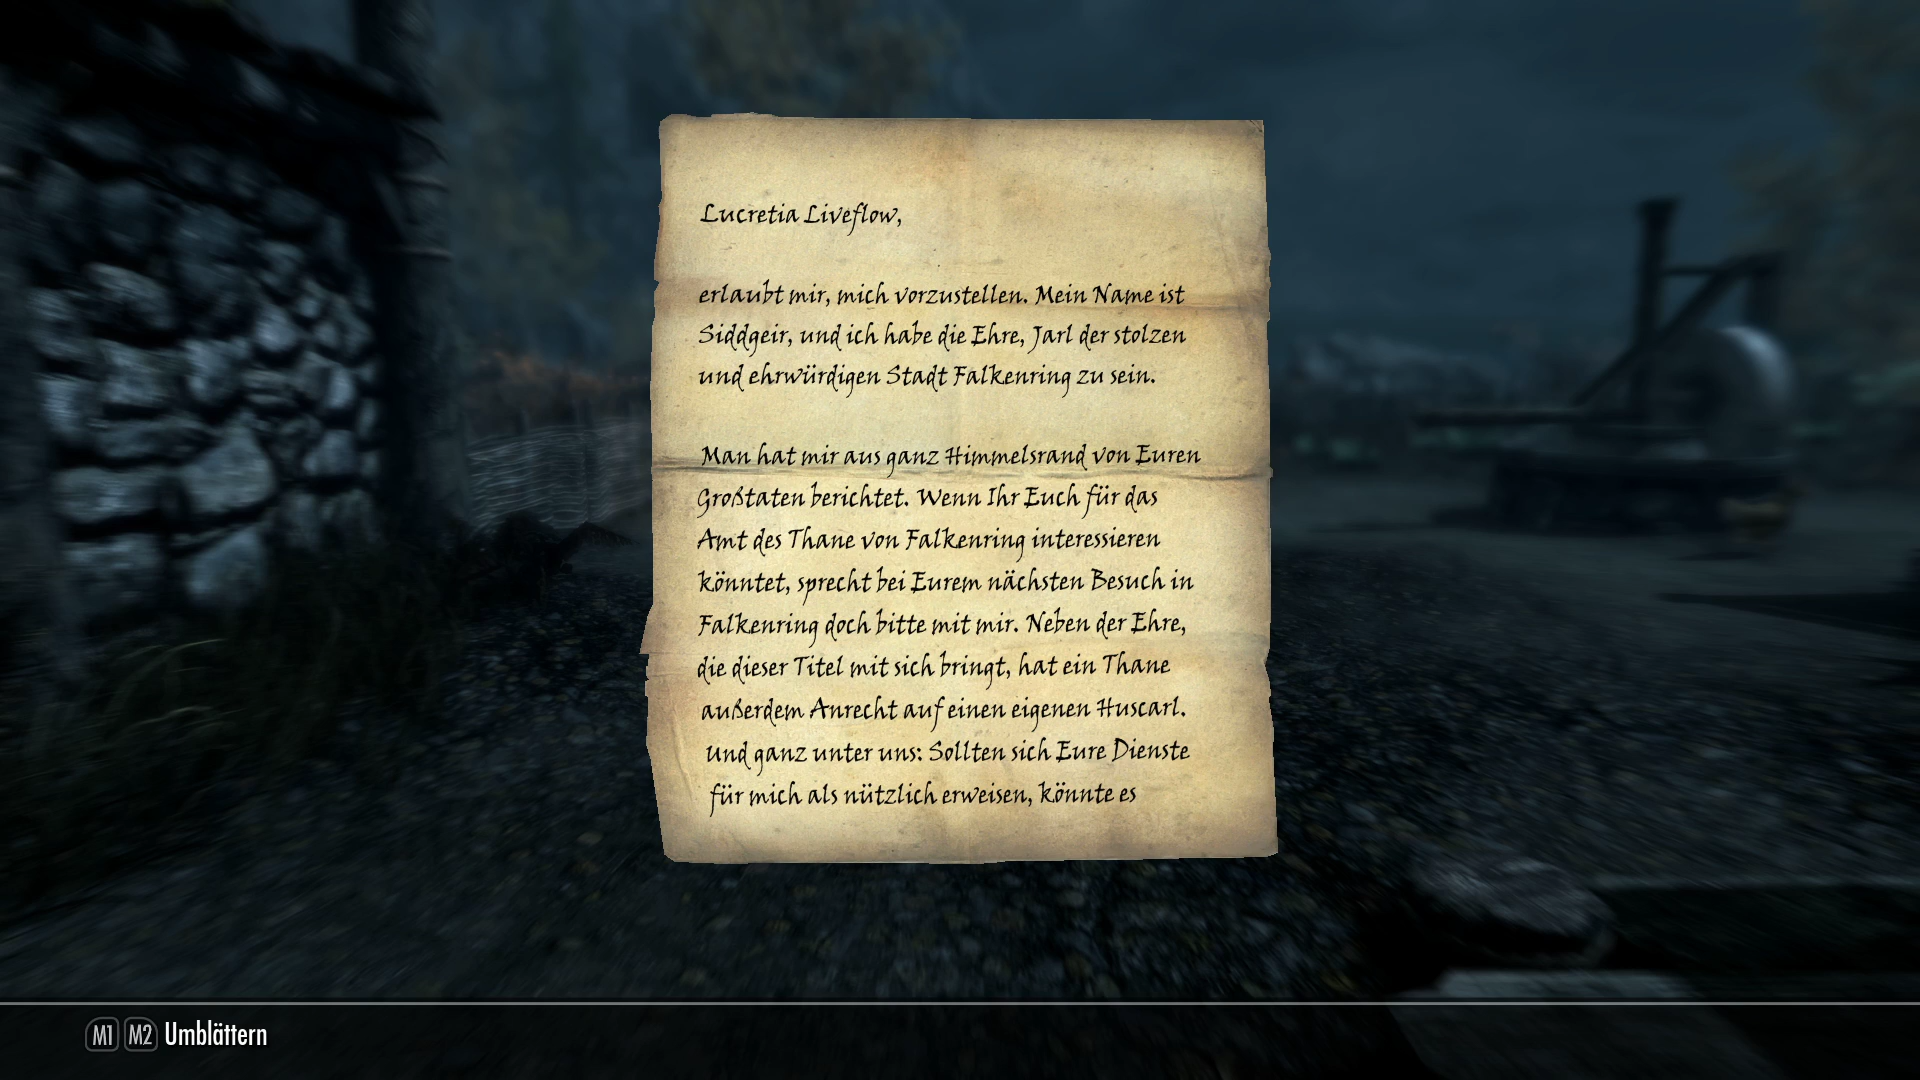 Lucretia Liveflow,
erlaubt mir, mich vorzustellen. Mein Name ist
Siddgeir, und ich habe die Ehre, Jarl der stolzen
und ehrwürdigen Stadt Falkenring zu sein.
Man hat mir aus ganz Himmelsrand von Euren
Großtaten berichtet. Wenn Ihr Euch für das
Amt des Thane von Falkenring interessieren
könntet, sprecht bei Eurem nächsten Besuch in
Falkenring doch bitte mit mir. Neben der Ehre,
die dieser Titel mit sich bringt, hat ein Thane
außerdem Anrecht auf einen eigenen Huscarl.
Und ganz unter uns: Sollten sich Eure Dienste
für mich als nützlich erweisen, könnte es
M1 M2 Umblättern